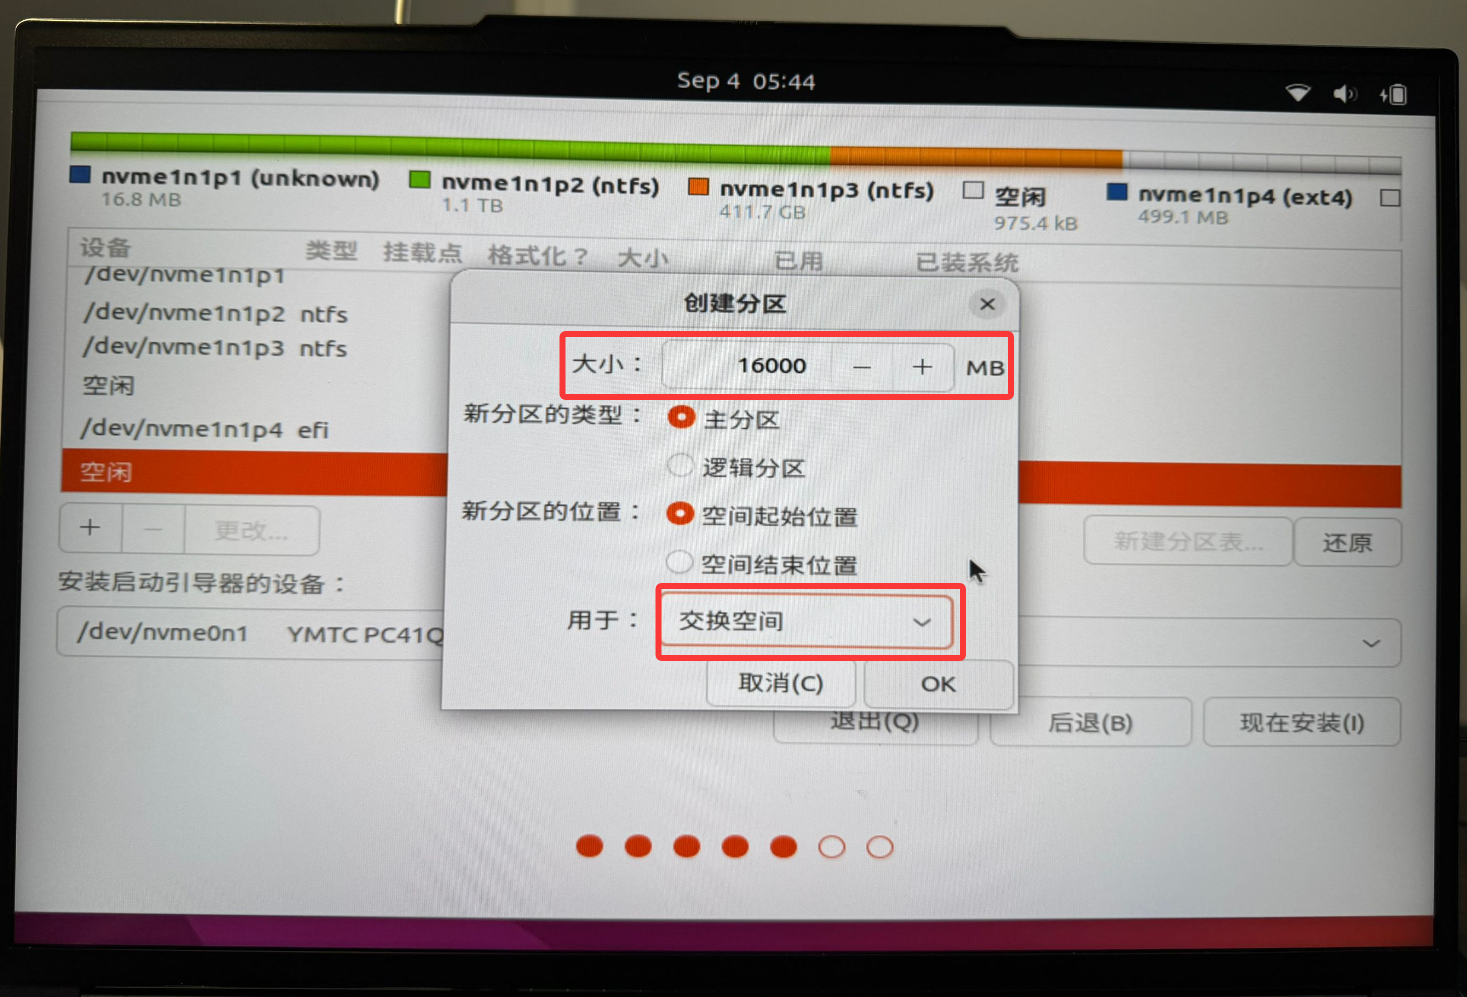 Sep 4 05:44
nvme1n1p1 (unknown) nvme1n1p2 (ntfs) nvme1n1p3 (ntfs) 空闲 nvme1n1p4 (ext4)
16.8 MB 1.1 TB 411.7 GB 975.4 kB 499.1 MB
设备 类型 挂载点 格式化？ 大小 已用 已装系统
/dev/nvme1n1p1
/dev/nvme1n1p2 ntfs
/dev/nvme1n1p3 ntfs
空闲
/dev/nvme1n1p4 efi
空闲
+ − 更改... 新建分区表... 还原
安装启动引导器的设备：
/dev/nvme0n1 YMTC PC41Q
创建分区 ×
大小： 16000 − + MB
新分区的类型： 主分区
逻辑分区
新分区的位置： 空间起始位置
空间结束位置
用于： 交换空间
取消(C) OK
退出(Q) 后退(B) 现在安装(I)